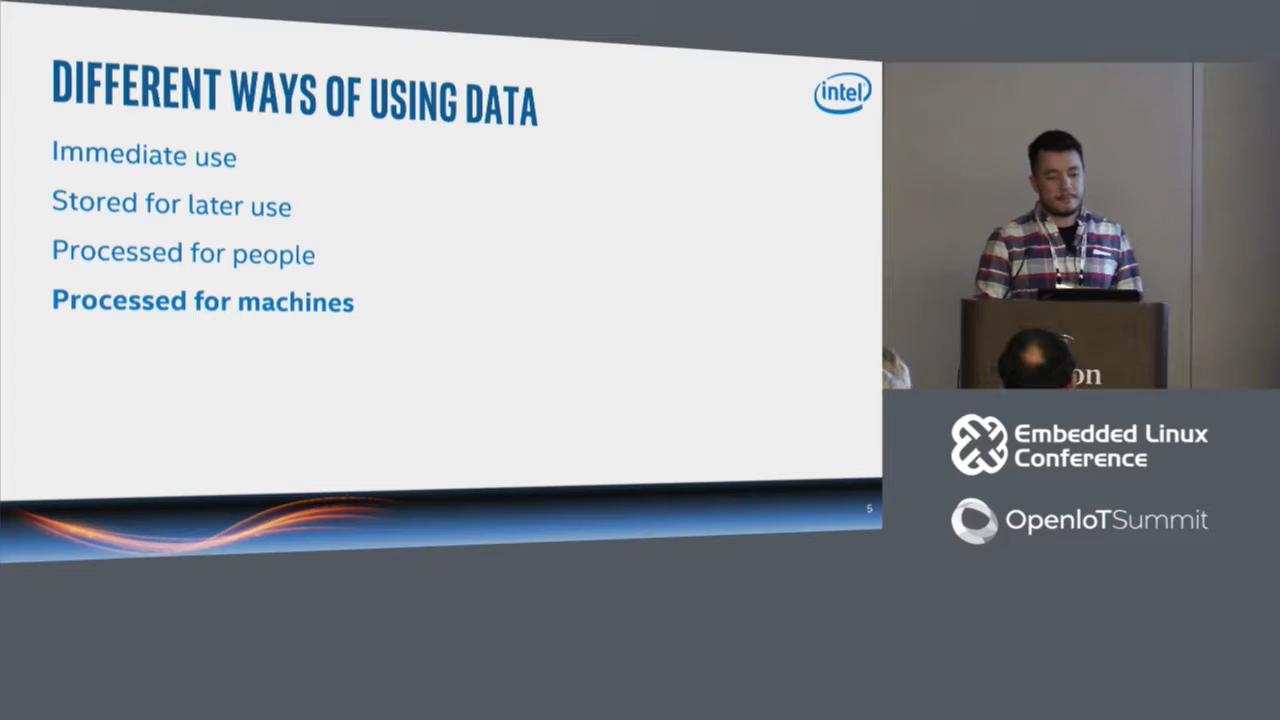 DIFFERENT WAYS OF USING DATA
intel
Immediate use
Stored for later use
Processed for people
Processed for machines
5
on
Embedded Linux
Conference
OpenIoTSummit